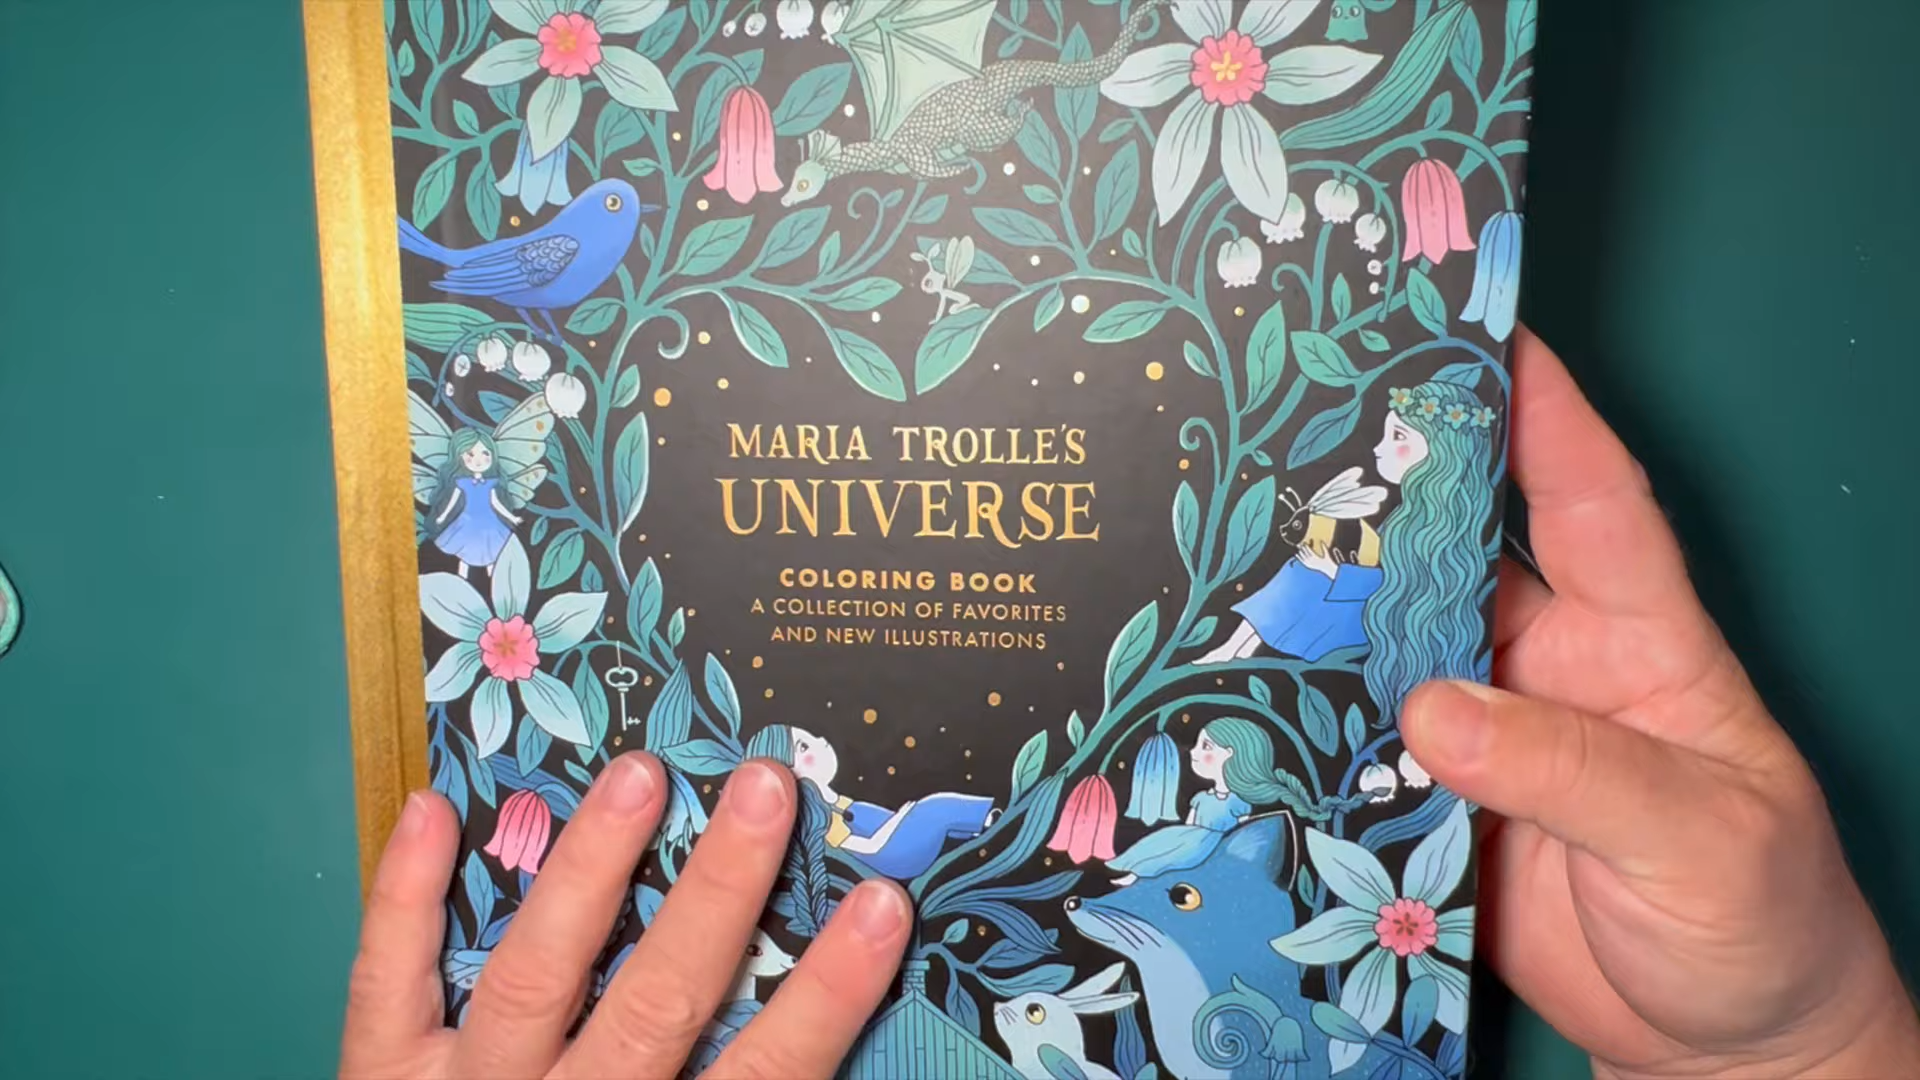 MARIA TROLLE'S
UNIVERSE
COLORING BOOK
A COLLECTION OF FAVORITES
AND NEW ILLUSTRATIONS